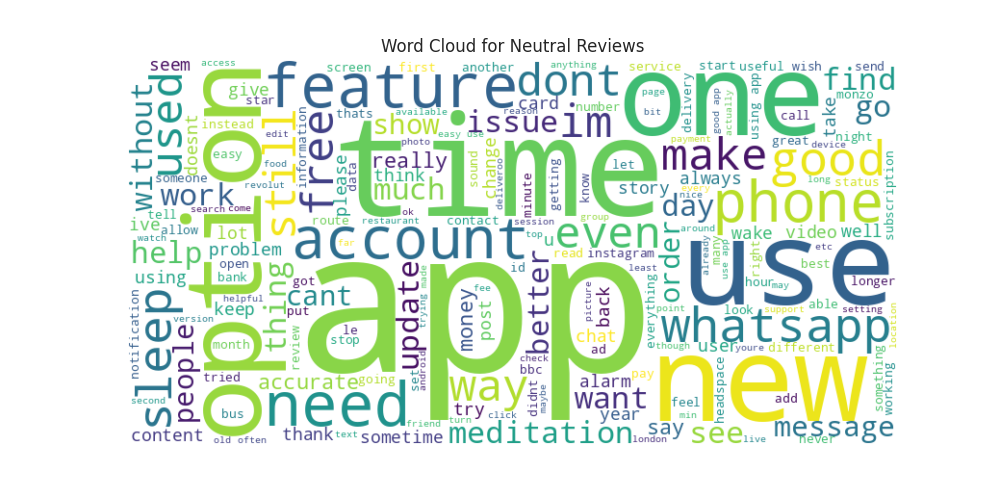 Word Cloud for Neutral Reviews
seem
access
screen
first
another
anything
service
start
useful
wish
send
without
used
doesnt
give
star
feature
dont
one
find
page
delivery
good app
actually
using app
take
monzo
go
option
instead
edit
still
free
information
thats
available
reason
card
number
bit
call
easy
food
time
show
easy use
issue
im
payment
great
device
night
someone
revolut
please
data
really
photo
think
much
sound
deliveroo
change
minute
getting
know
let
make
good
work
story
always
every
nice
long
status
subscription
search
come
route
restaurant
ok
contact
session
group
day
phone
tell
ive
allow
lot
account
far
top
u
even
around
wake
video
well
watch
help
problem
read
instagram
order
already
many
use app
right
etc
best
use
using
open
bank
thing
got
id
least
hour
may
longer
notification
sleep
helpful
keep
put
cant
app
update
made
trying
money
post
fee
better
picture
back
everything
point
look
support
able
setting
version
people
month
review
le
stop
android
chat
ad
whatsapp
location
though
user
youre
different
tried
accurate
going
set
way
check
bbc
didnt
maybe
alarm
want
pay
new
headspace
something
working
second
bus
need
try
click
year
feel
min
add
content
old
often
thank
text
sometime
friend
turn
meditation
london
say
see
live
message
never